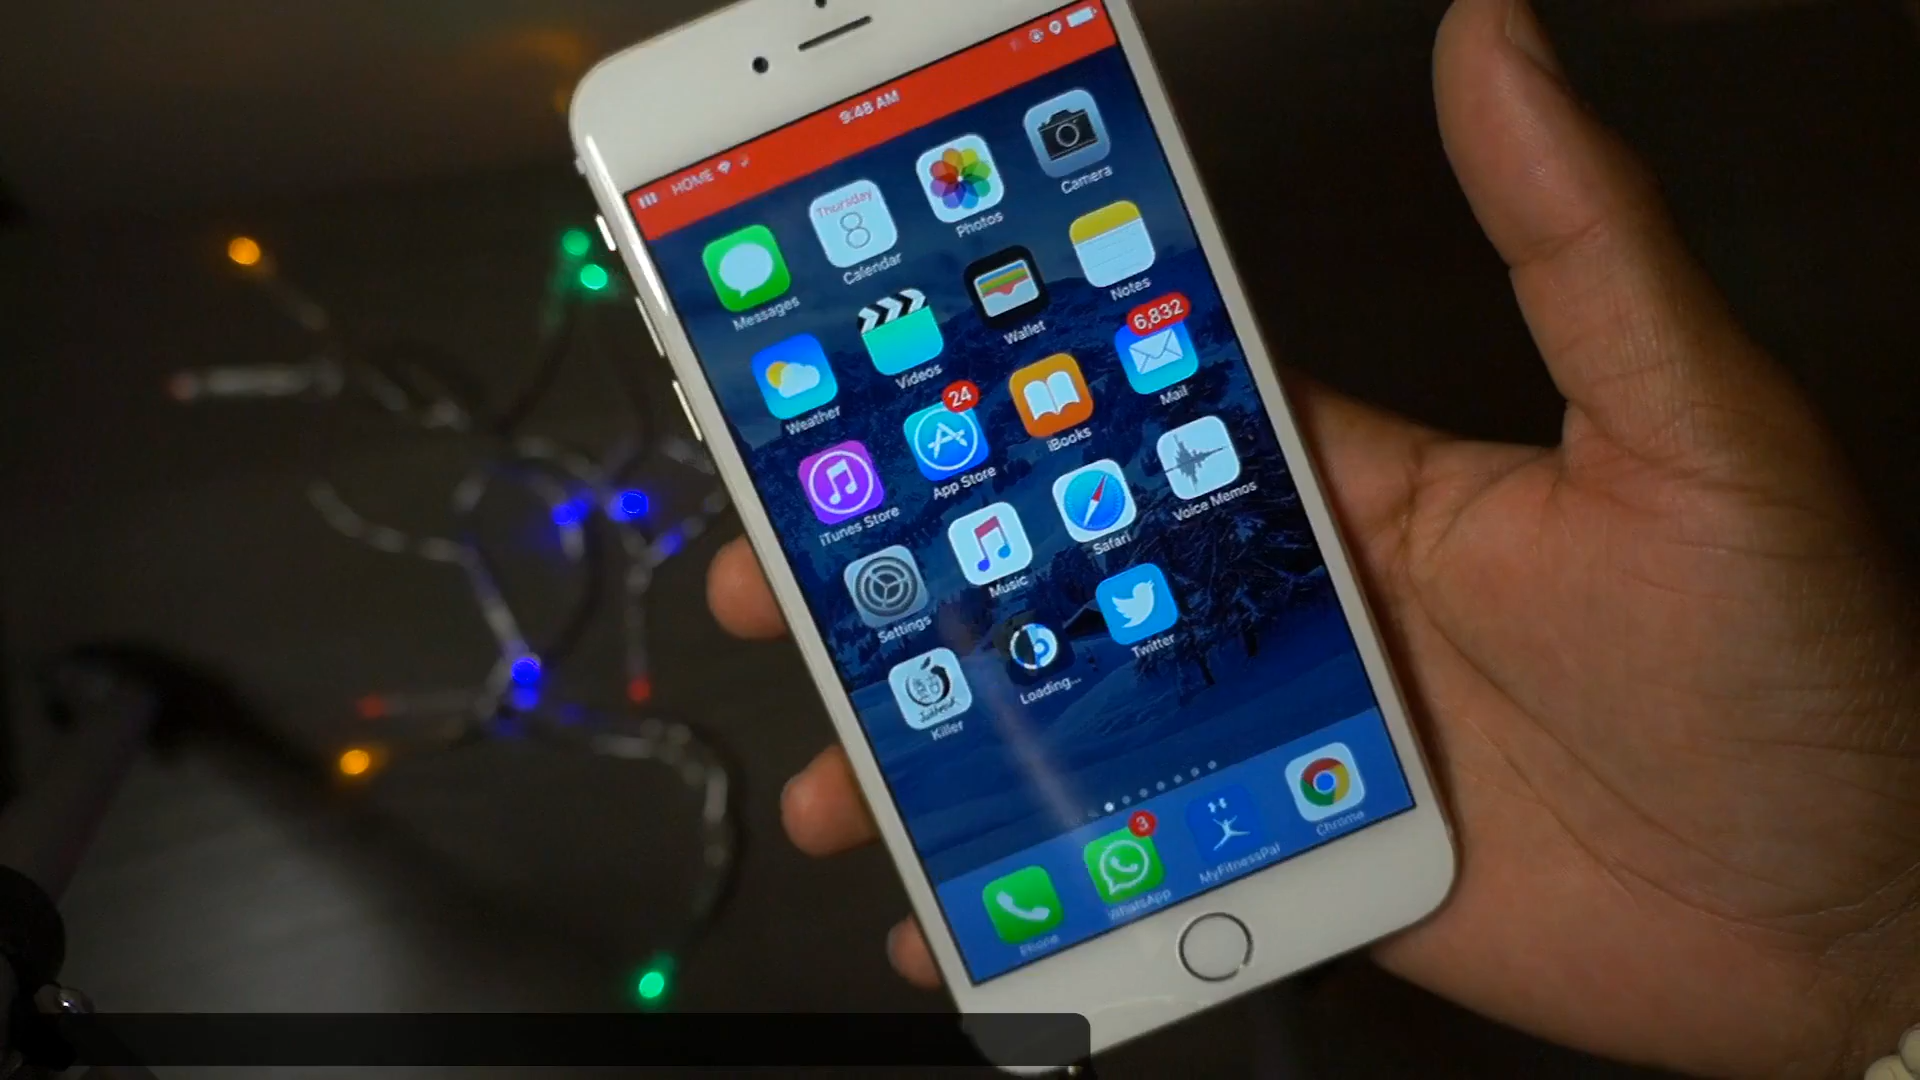 HOME
9:48 AM
Messages
Thursday
8
Calendar
Photos
Camera
Weather
Videos
Wallet
Notes
iTunes Store
24
App Store
iBooks
6,832
Mail
Settings
Music
Safari
Voice Memos
Killer
Loading...
Twitter
Phone
3
WhatsApp
MyFitnessPal
Chrome